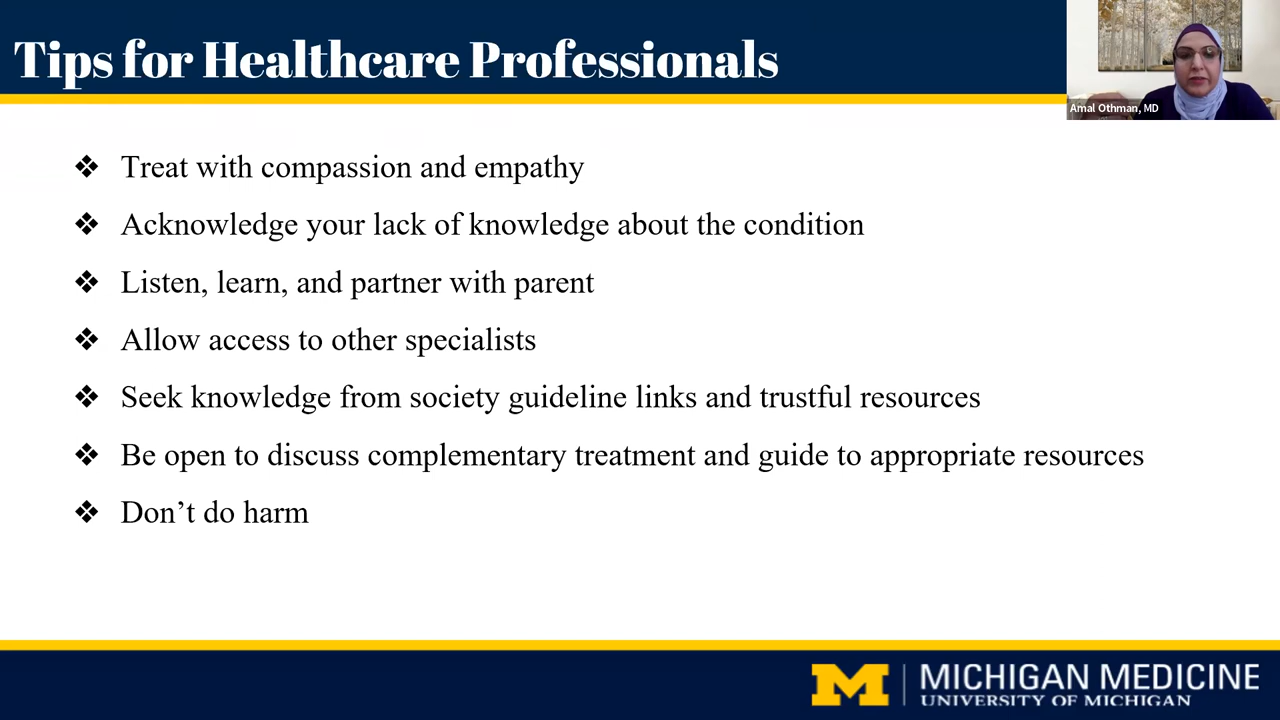 Tips for Healthcare Professionals
Amal Othman, MD
❖ Treat with compassion and empathy
❖ Acknowledge your lack of knowledge about the condition
❖ Listen, learn, and partner with parent
❖ Allow access to other specialists
❖ Seek knowledge from society guideline links and trustful resources
❖ Be open to discuss complementary treatment and guide to appropriate resources
❖ Don’t do harm
M | MICHIGAN MEDICINE
UNIVERSITY OF MICHIGAN